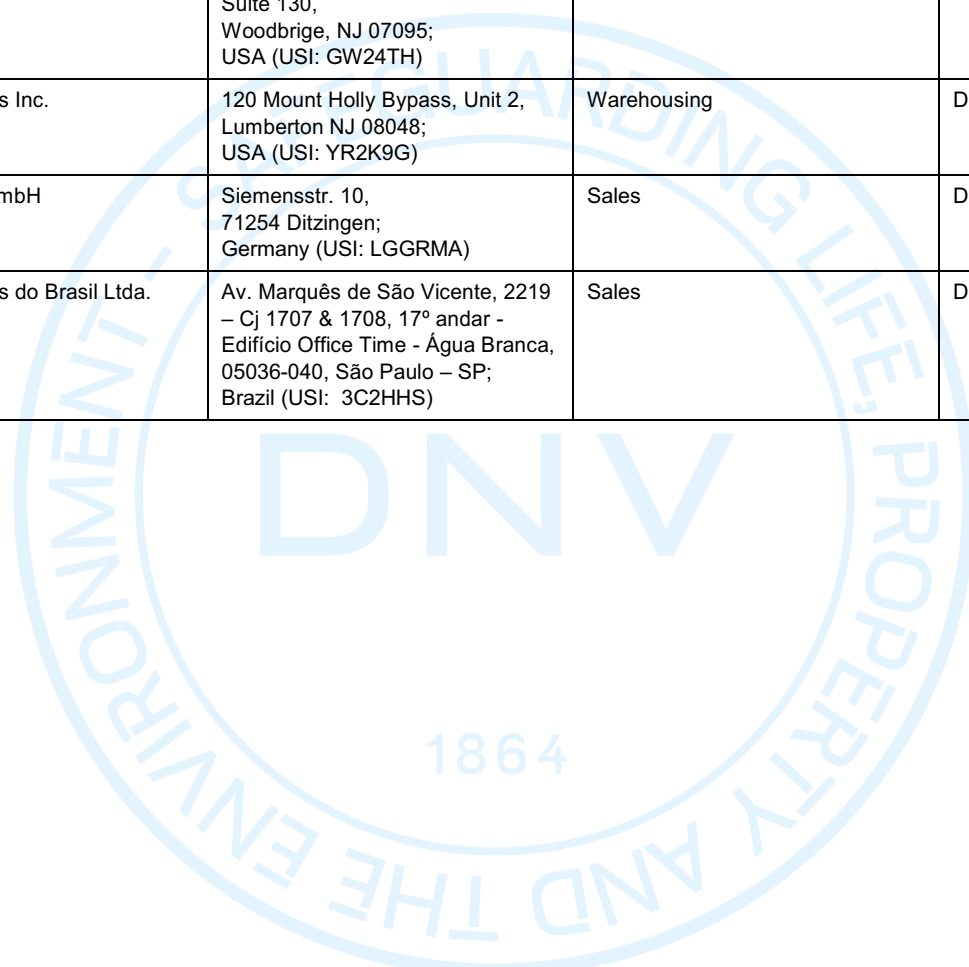 Suite 130,
Woodbrige, NJ 07095;
USA (USI: GW24TH)
s Inc.
120 Mount Holly Bypass, Unit 2,
Lumberton NJ 08048;
USA (USI: YR2K9G)
Warehousing
D
mbH
Siemensstr. 10,
71254 Ditzingen;
Germany (USI: LGGRMA)
Sales
D
s do Brasil Ltda.
Av. Marquês de São Vicente, 2219
– Cj 1707 & 1708, 17º andar -
Edifício Office Time - Água Branca,
05036-040, São Paulo – SP;
Brazil (USI:  3C2HHS)
Sales
D
SAFEGUARDING LIFE, PROPERTY AND THE ENVIRONMENT -
DNV
1864